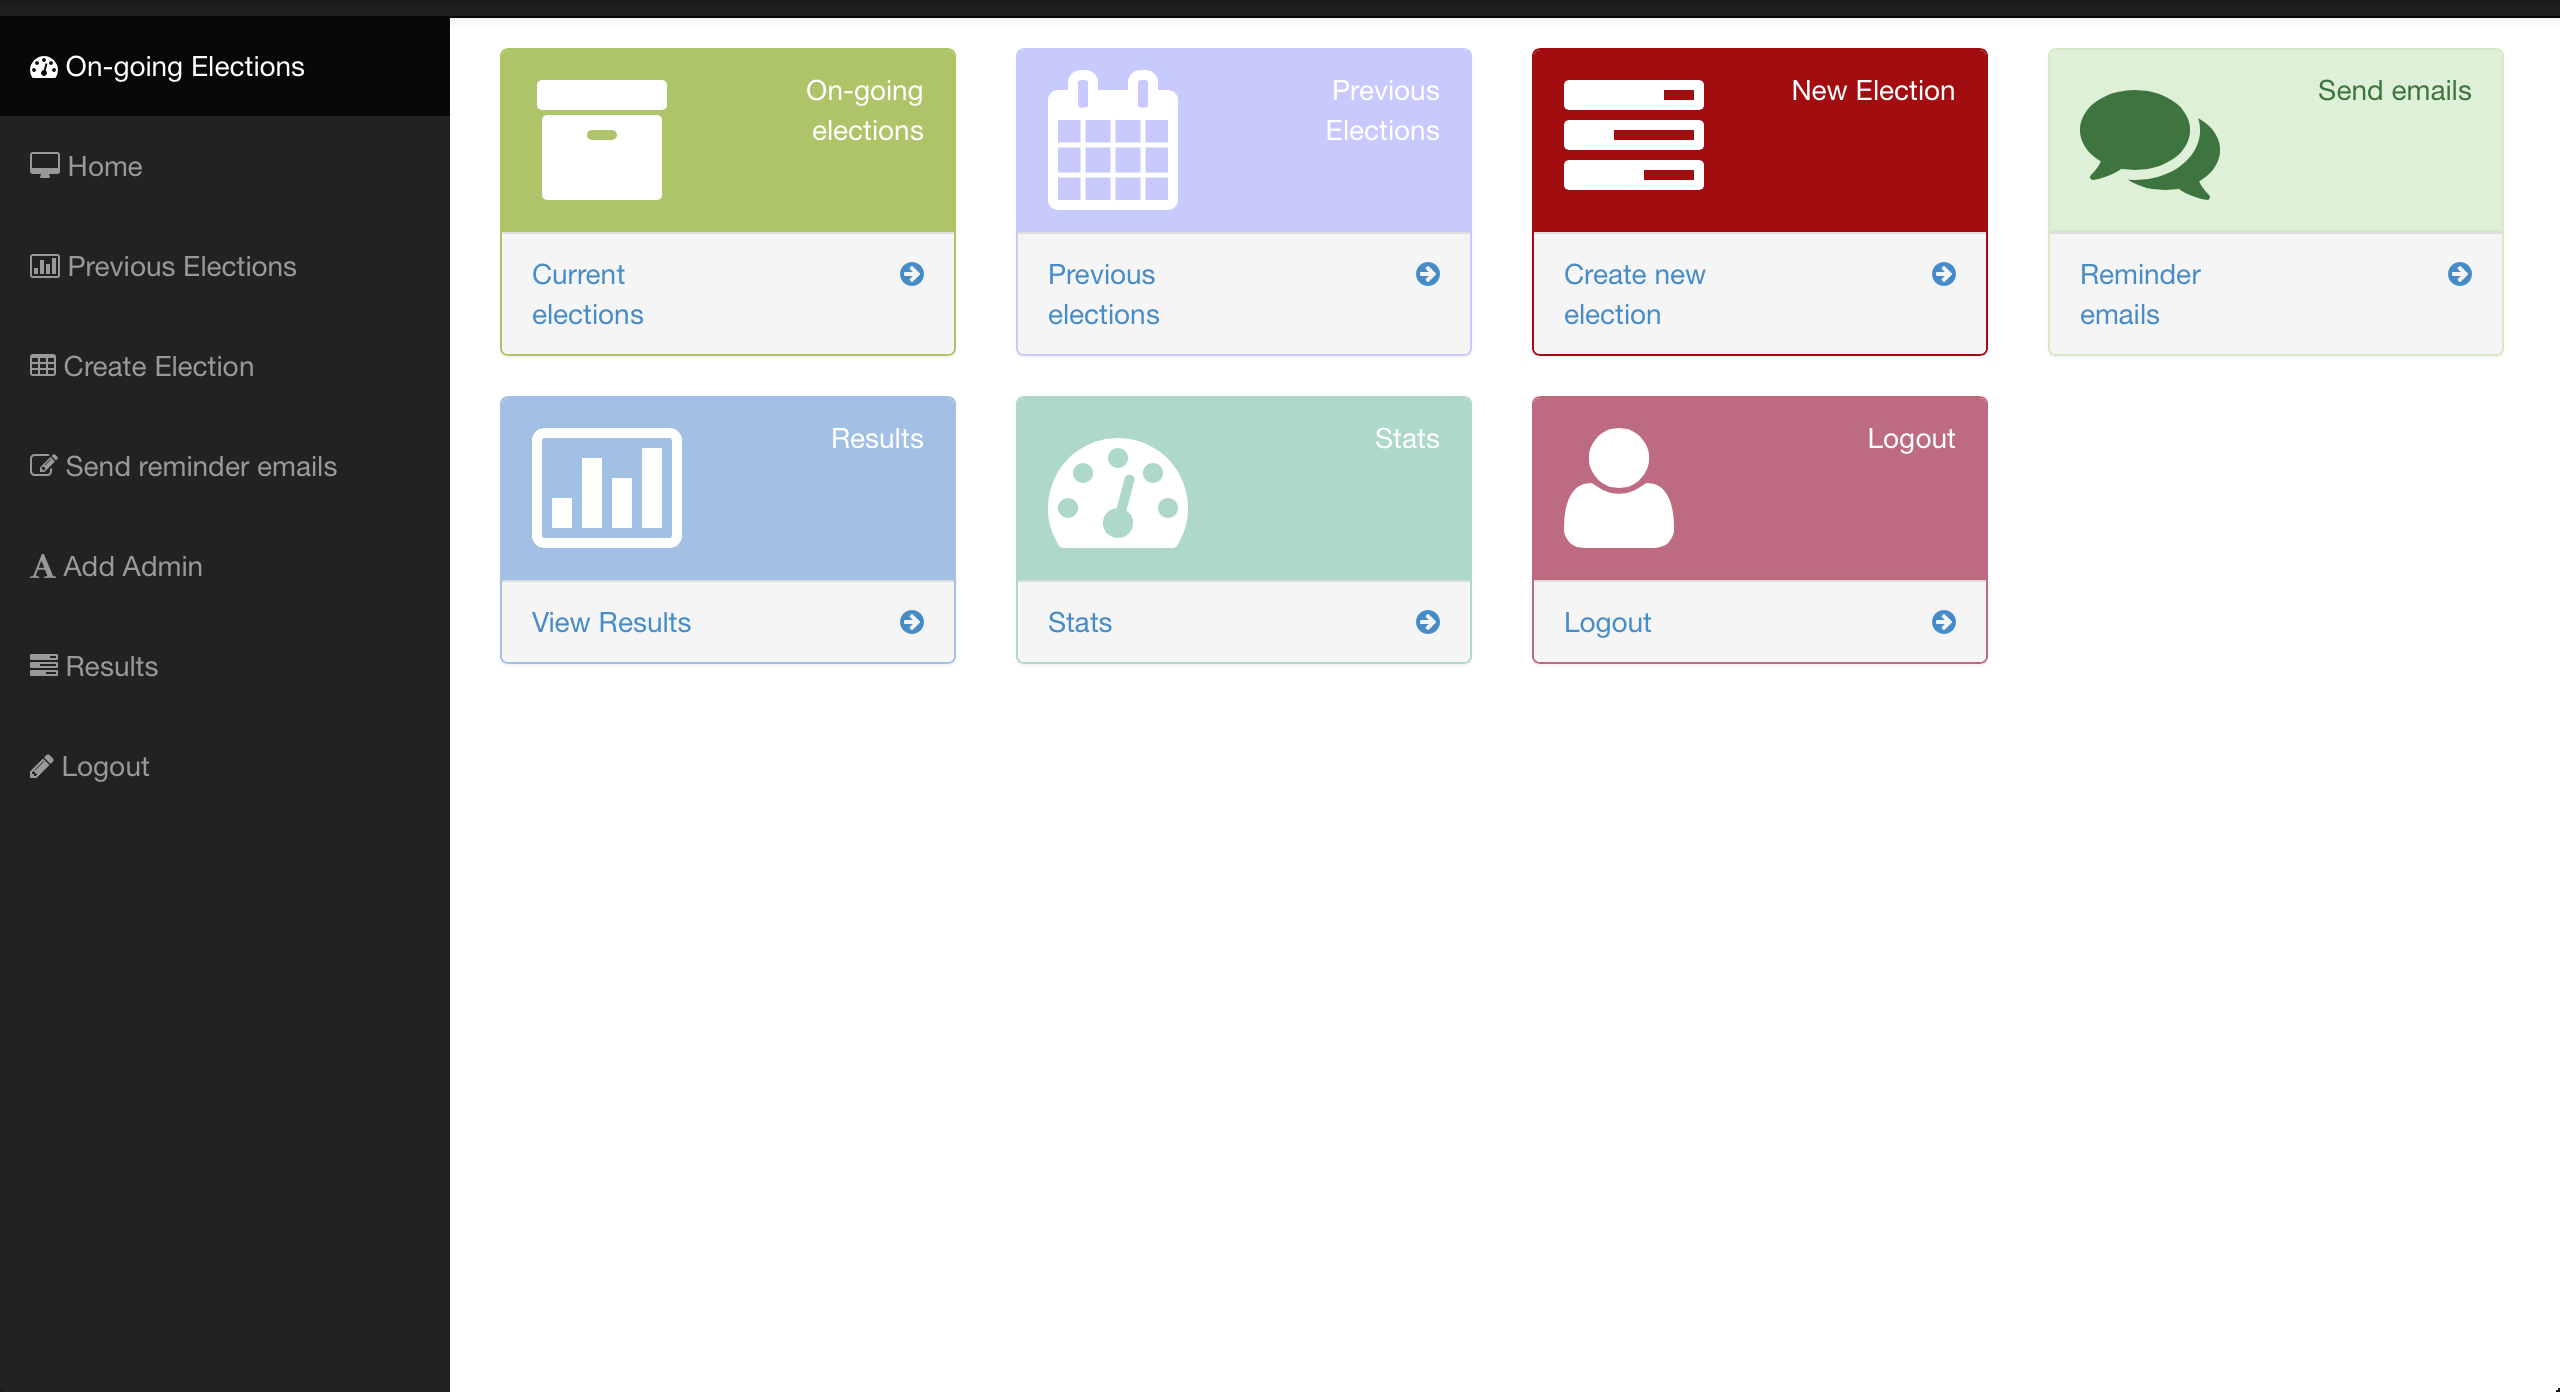 On-going Elections
Home
Previous Elections
Create Election
Send reminder emails
Add Admin
Results
Logout
On-going
elections
Current
elections
Previous
Elections
Previous
elections
New Election
Create new
election
Send emails
Reminder
emails
Results
View Results
Stats
Stats
Logout
Logout